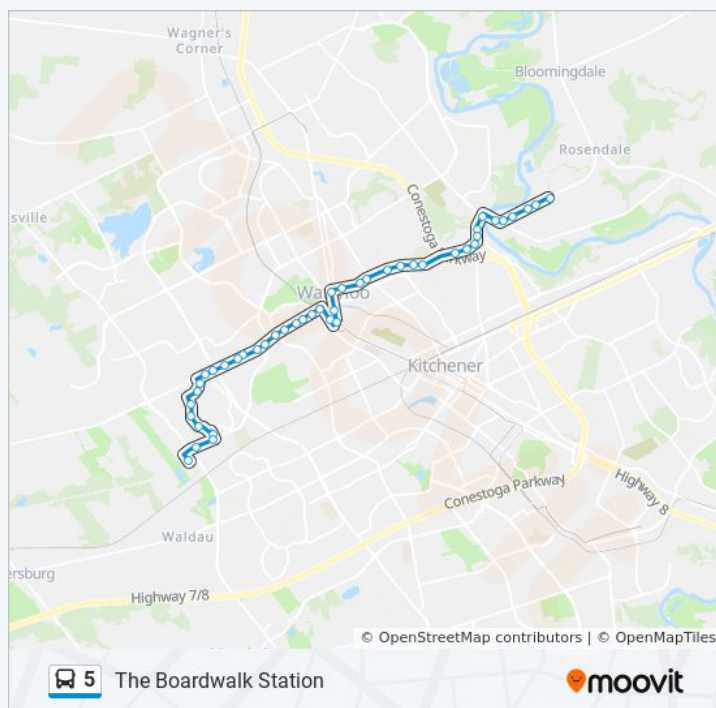 Wagner's
Corner
Bloomingdale
Rosendale
sville
Conestoga
Parkway
Waterloo
Kitchener
Highway 8
Conestoga Parkway
Waldau
ersburg
Highway 7/8
© OpenStreetMap contributors | © OpenMapTiles
5 The Boardwalk Station
moovit